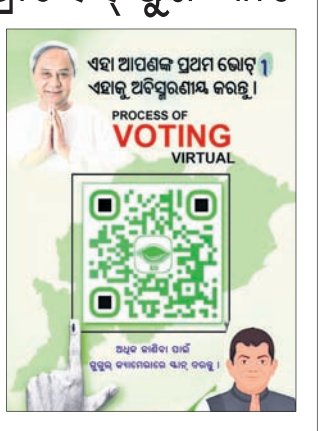 ଏହା ଆପଣଙ୍କ ପ୍ରଥମ ଭୋଟ୍ 1
ଏହାକୁ ଅବିସ୍ମରଣୀୟ କରନ୍ତୁ ।
PROCESS OF
VOTING
VIRTUAL
ଅଧିକ ଜାଣିବା ପାଇଁ
ଗୁଗୁଲ୍ କ୍ୟାମେରାରେ ସ୍କାନ୍ କରନ୍ତୁ ।